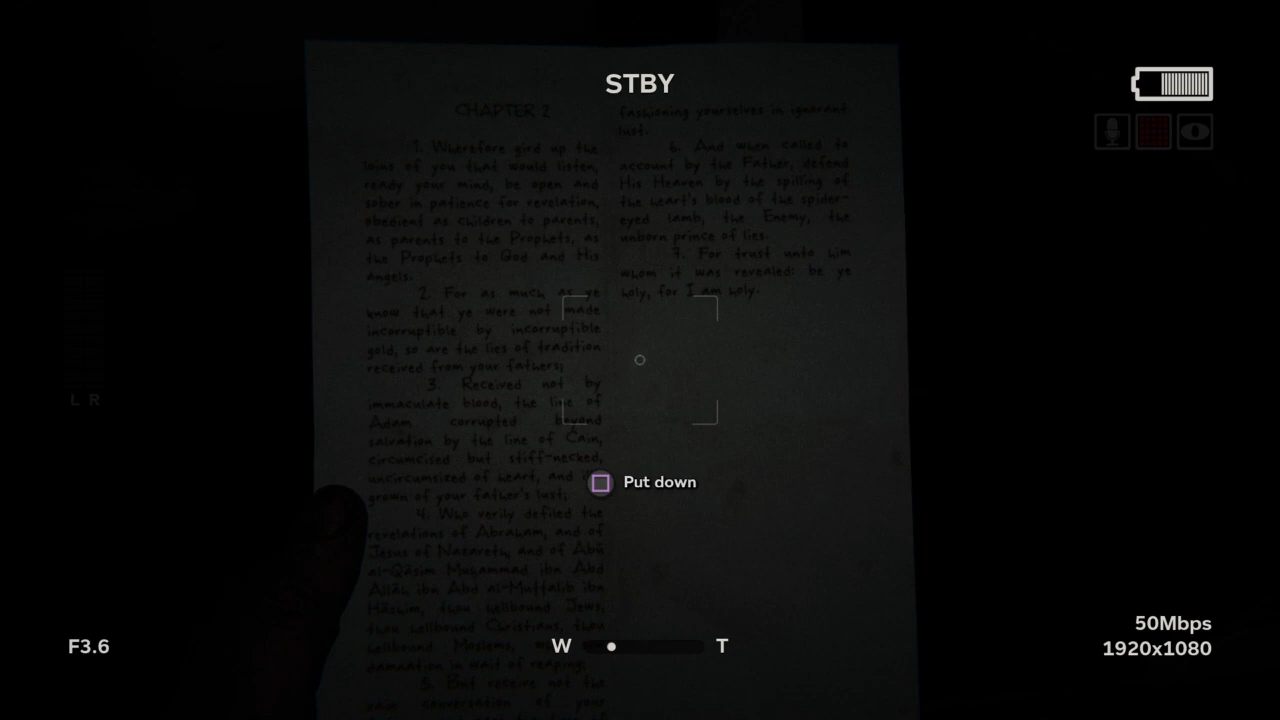 STBY
CHAPTER 2
1. Wherefore gird up the
loins of you that would listen,
ready your mind, be open and
sober in patience for revelation,
obedient as children to parents,
as parents to the Prophets, as
the Prophets to God and His
angels.
2. For as much as ye
know that ye were not made
incorruptible by incorruptible
gold, so are the lies of tradition
received from your fathers;
3. Received not by
immaculate blood, the line of
Adam corrupted beyond
salvation by the line of Cain,
circumcised but stiff-necked,
uncircumsized of heart, and
grown of your father's lust;
4. Who verily defiled the
revelations of Abraham, and of
Jesus of Nazareth, and of Abū
al-Qāsim Muḥammad ibn Abd
Allāh ibn Abd al-Muṭṭalib ibn
Hāshim, thou hellbound Jews,
thou hellbound Christians, thou
hellbound Moslems,
damnation in wait of reaping;
5. But receive not the
vain conversation of your
fashioning yourselves in ignorant
lust.
6. And when called to
account by the Father, defend
His Heaven by the spilling of
the heart's blood of the spider-
eyed lamb, the Enemy, the
unborn prince of lies.
7. For trust unto him
whom it was revealed: be ye
holy, for I am holy.
Put down
L R
F3.6
W T
50Mbps
1920x1080